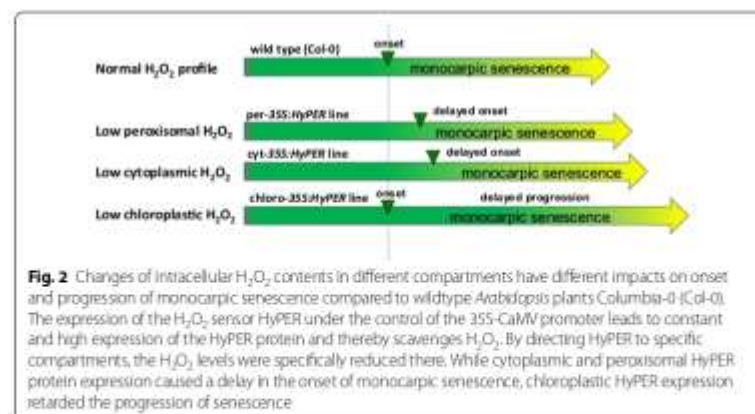 onset
wild type (Col-0)
Normal H₂O₂ profile
monocarpic senescence
per-35S:HyPER line
delayed onset
Low peroxisomal H₂O₂
monocarpic senescence
cyt-35S:HyPER line
delayed onset
Low cytoplasmic H₂O₂
monocarpic senescence
chloro-35S:HyPER line
onset
delayed progression
Low chloroplastic H₂O₂
monocarpic senescence
Fig. 2 Changes of intracellular H₂O₂ contents in different compartments have different impacts on onset
and progression of monocarpic senescence compared to wildtype Arabidopsis plants Columbia-0 (Col-0).
The expression of the H₂O₂ sensor HyPER under the control of the 35S-CaMV promoter leads to constant
and high expression of the HyPER protein and thereby scavenges H₂O₂. By directing HyPER to specific
compartments, the H₂O₂ levels were specifically reduced there. While cytoplasmic and peroxisomal HyPER
protein expression caused a delay in the onset of monocarpic senescence, chloroplastic HyPER expression
retarded the progression of senescence